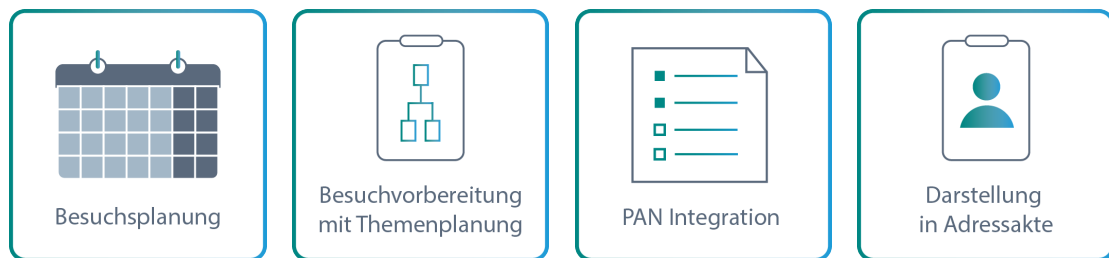 Besuchsplanung
Besuchvorbereitung
mit Themenplanung
PAN Integration
Darstellung
in Adressakte